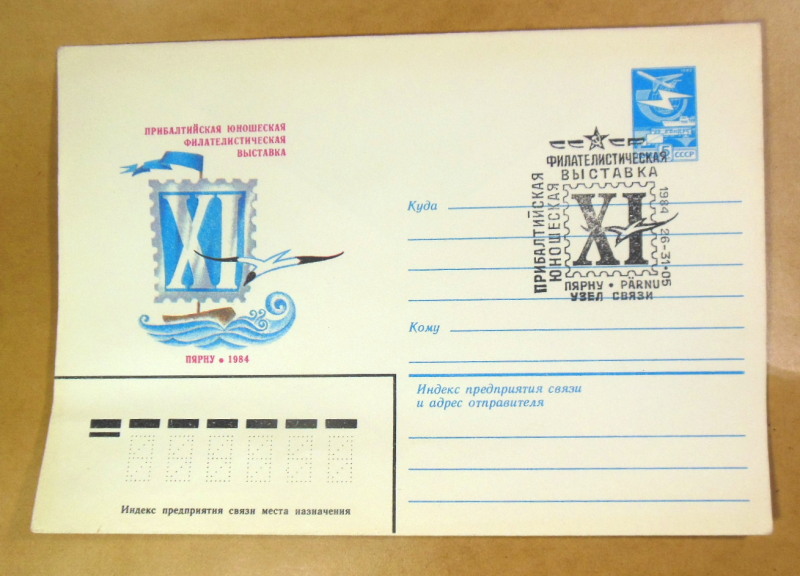 ПРИБАЛТИЙСКАЯ ЮНОШЕСКАЯ
ФИЛАТЕЛИСТИЧЕСКАЯ
ВЫСТАВКА
XI
ПЯРНУ • 1984
5
СССР
ФИЛАТЕЛИСТИЧЕСКАЯ
ВЫСТАВКА
ПРИБАЛТИЙСКАЯ
ЮНОШЕСКАЯ
XI
1984 26-31•05
ПЯРНУ • PÄRNU
УЗЕЛ СВЯЗИ
Куда
Кому
Индекс предприятия связи
и адрес отправителя
Индекс предприятия связи места назначения